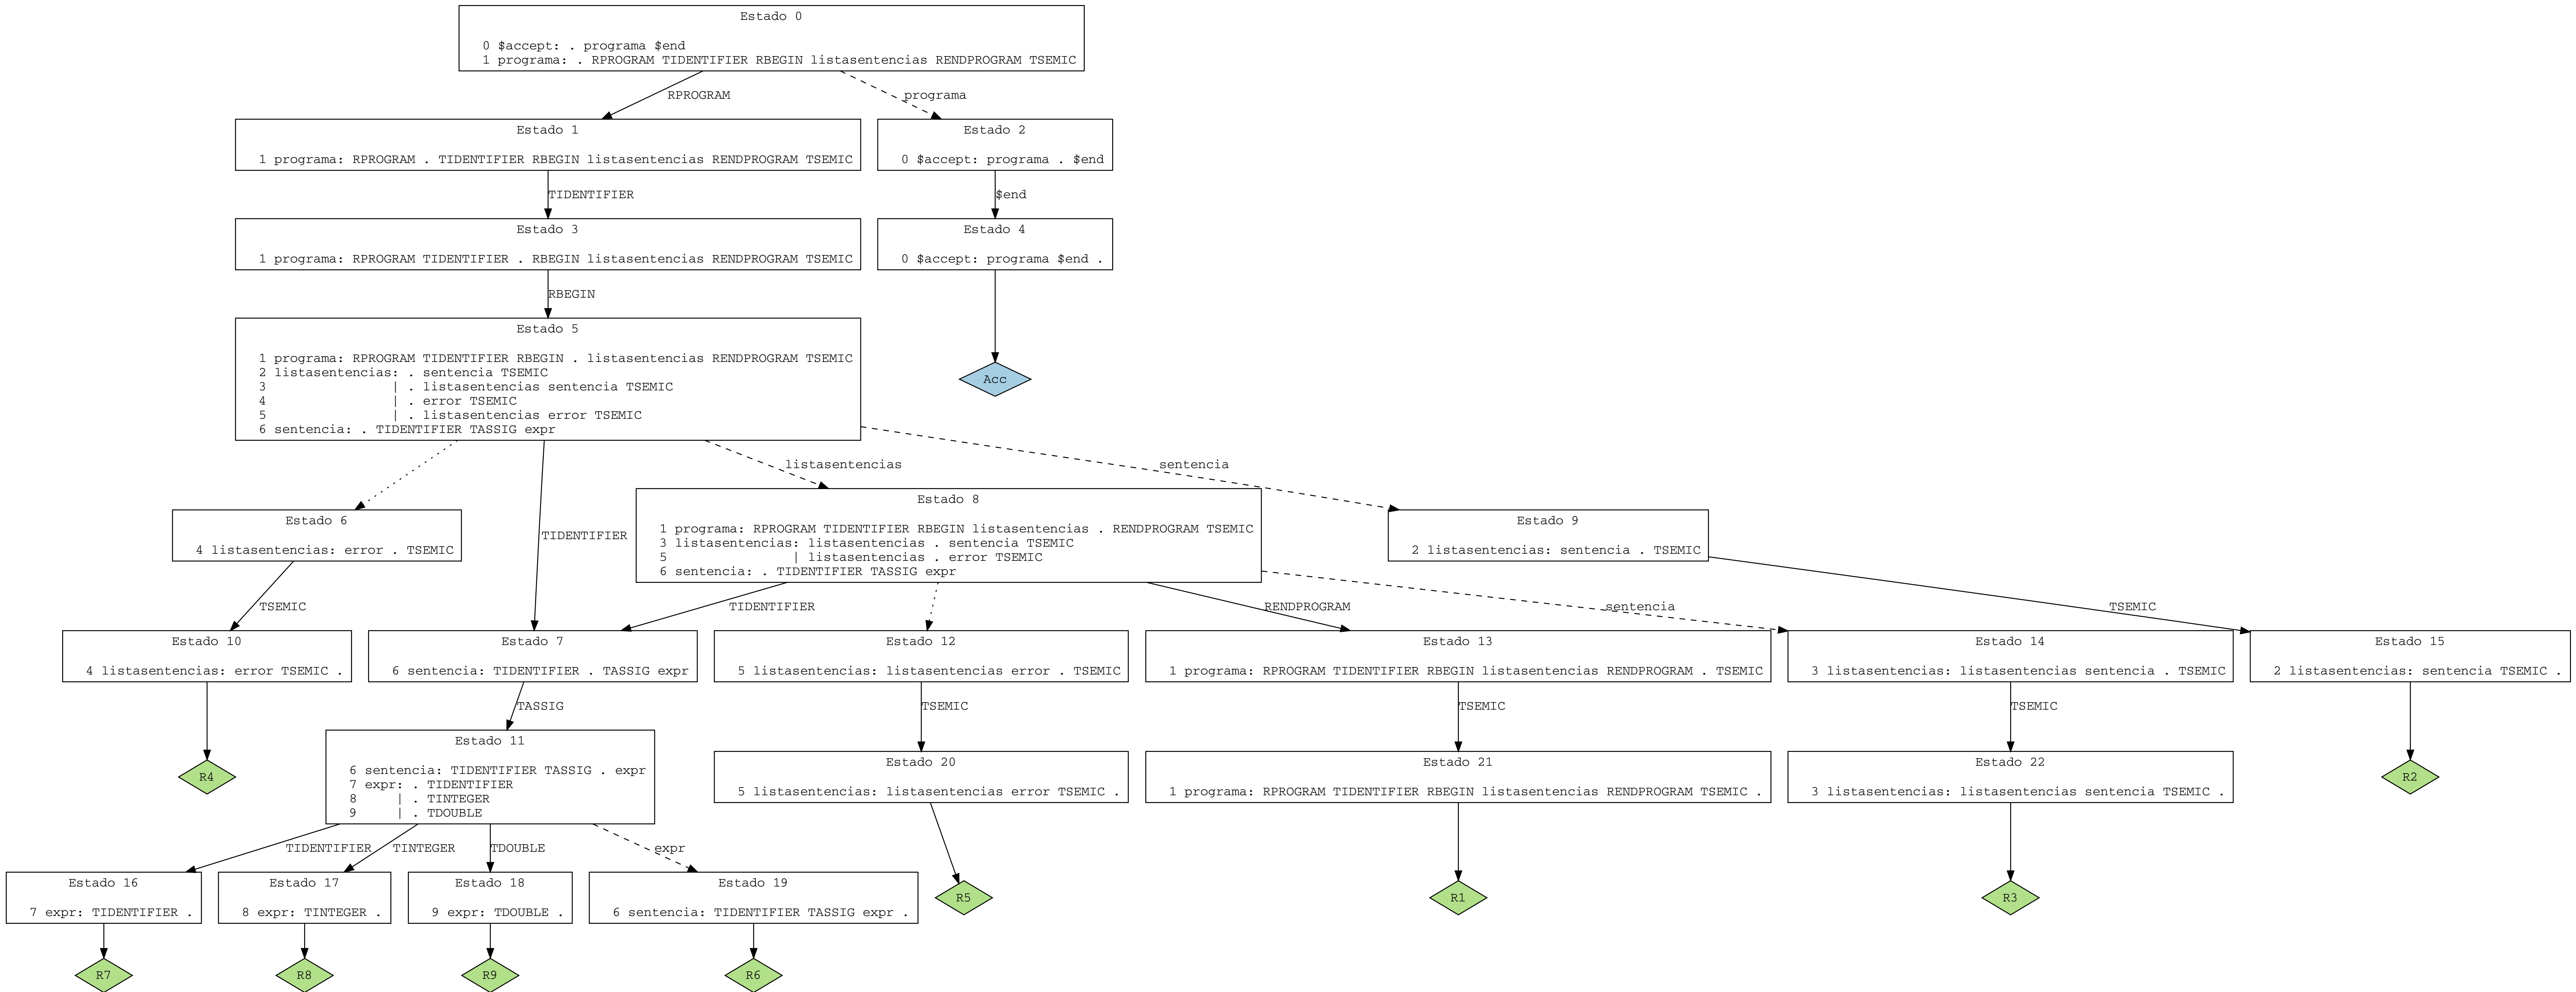 Estado 0
0 $accept: . programa $end
1 programa: . RPROGRAM TIDENTIFIER RBEGIN listasentencias RENDPROGRAM TSEMIC
RPROGRAM
programa
Estado 1
1 programa: RPROGRAM . TIDENTIFIER RBEGIN listasentencias RENDPROGRAM TSEMIC
Estado 2
0 $accept: programa . $end
TIDENTIFIER
$end
Estado 3
1 programa: RPROGRAM TIDENTIFIER . RBEGIN listasentencias RENDPROGRAM TSEMIC
Estado 4
0 $accept: programa $end .
RBEGIN
Estado 5
1 programa: RPROGRAM TIDENTIFIER RBEGIN . listasentencias RENDPROGRAM TSEMIC
2 listasentencias: . sentencia TSEMIC
3 | . listasentencias sentencia TSEMIC
4 | . error TSEMIC
5 | . listasentencias error TSEMIC
6 sentencia: . TIDENTIFIER TASSIG expr
Acc
listasentencias
sentencia
Estado 6
4 listasentencias: error . TSEMIC
TIDENTIFIER
Estado 8
1 programa: RPROGRAM TIDENTIFIER RBEGIN listasentencias . RENDPROGRAM TSEMIC
3 listasentencias: listasentencias . sentencia TSEMIC
5 | listasentencias . error TSEMIC
6 sentencia: . TIDENTIFIER TASSIG expr
Estado 9
2 listasentencias: sentencia . TSEMIC
TSEMIC
TIDENTIFIER
RENDPROGRAM
sentencia
TSEMIC
Estado 10
4 listasentencias: error TSEMIC .
Estado 7
6 sentencia: TIDENTIFIER . TASSIG expr
Estado 12
5 listasentencias: listasentencias error . TSEMIC
Estado 13
1 programa: RPROGRAM TIDENTIFIER RBEGIN listasentencias RENDPROGRAM . TSEMIC
Estado 14
3 listasentencias: listasentencias sentencia . TSEMIC
Estado 15
2 listasentencias: sentencia TSEMIC .
TASSIG
TSEMIC
TSEMIC
TSEMIC
R4
Estado 11
6 sentencia: TIDENTIFIER TASSIG . expr
7 expr: . TIDENTIFIER
8 | . TINTEGER
9 | . TDOUBLE
Estado 20
5 listasentencias: listasentencias error TSEMIC .
Estado 21
1 programa: RPROGRAM TIDENTIFIER RBEGIN listasentencias RENDPROGRAM TSEMIC .
Estado 22
3 listasentencias: listasentencias sentencia TSEMIC .
R2
TIDENTIFIER
TINTEGER
TDOUBLE
expr
Estado 16
7 expr: TIDENTIFIER .
Estado 17
8 expr: TINTEGER .
Estado 18
9 expr: TDOUBLE .
Estado 19
6 sentencia: TIDENTIFIER TASSIG expr .
R5
R1
R3
R7
R8
R9
R6